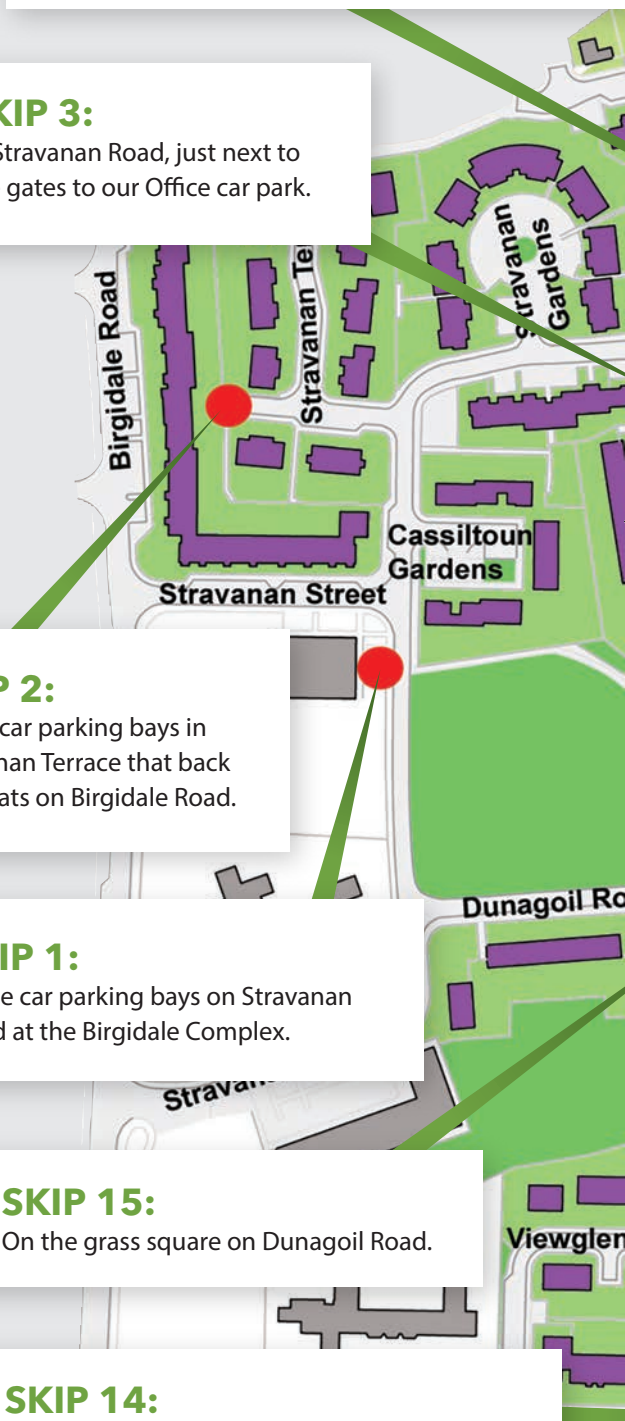 KIP 3:
Stravanan Road, just next to
gates to our Office car park.
Birgidale Road
Stravanan Te
Stravanan
Gardens
Cassiltoun
Gardens
Stravanan Street
P 2:
car parking bays in
nan Terrace that back
ats on Birgidale Road.
Dunagoil Ro
IP 1:
e car parking bays on Stravanan
d at the Birgidale Complex.
SKIP 15:
On the grass square on Dunagoil Road.
Viewglen
SKIP 14: